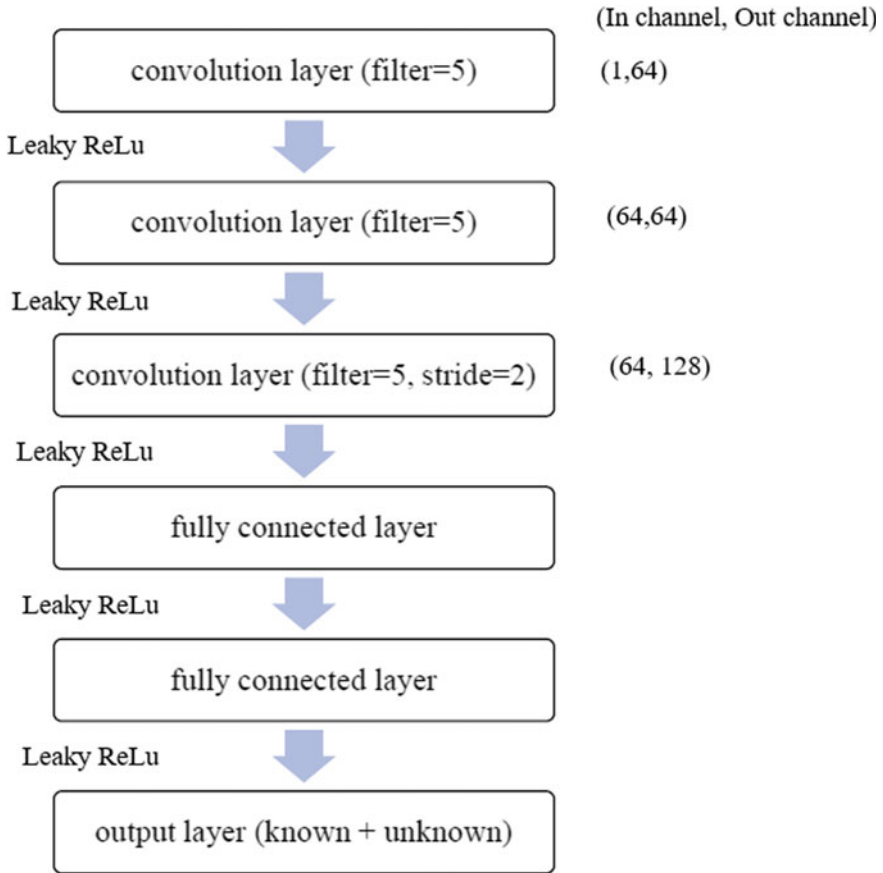 (In channel, Out channel)
convolution layer (filter=5)
(1,64)
Leaky ReLu
convolution layer (filter=5)
(64,64)
Leaky ReLu
convolution layer (filter=5, stride=2)
(64, 128)
Leaky ReLu
fully connected layer
Leaky ReLu
fully connected layer
Leaky ReLu
output layer (known + unknown)